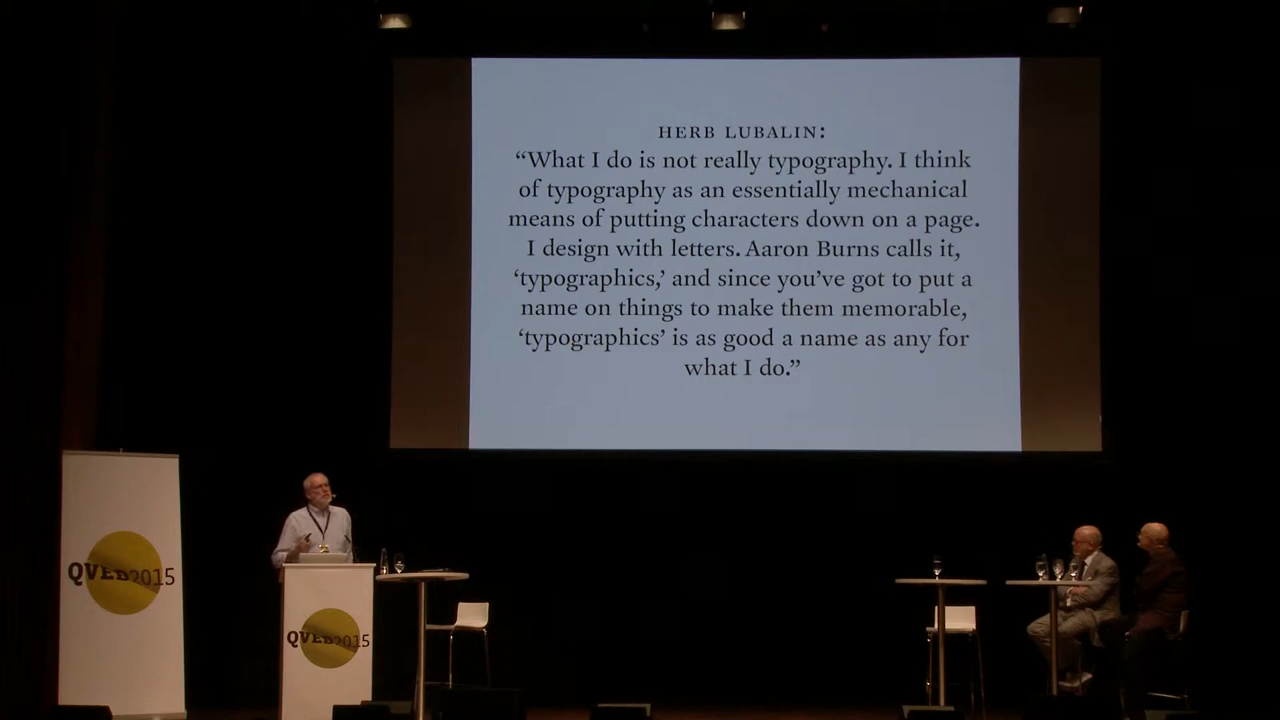 HERB LUBALIN:
“What I do is not really typography. I think
of typography as an essentially mechanical
means of putting characters down on a page.
I design with letters. Aaron Burns calls it,
‘typographics,’ and since you’ve got to put a
name on things to make them memorable,
‘typographics’ is as good a name as any for
what I do.”
QVED2015
QVED2015